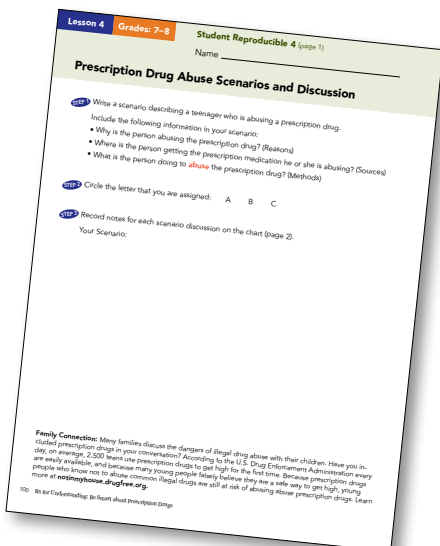 Lesson 4 Grades: 7–8 Student Reproducible 4 (page 1)
Name
Prescription Drug Abuse Scenarios and Discussion
STEP 1 Write a scenario describing a teenager who is abusing a prescription drug.
Include the following information in your scenario:
• Why is the person abusing the prescription drug? (Reasons)
• Where is the person getting the prescription medication he or she is abusing? (Sources)
• What is the person doing to abuse the prescription drug? (Methods)
STEP 2 Circle the letter that you are assigned: A B C
STEP 3 Record notes for each scenario discussion on the chart (page 2).
Your Scenario:
Family Connection: Many families discuss the dangers of illegal drug abuse with their children. Have you in-
cluded prescription drugs in your conversation? According to the U.S. Drug Enforcement Administration every
day, on average, 2,500 teens use prescription drugs to get high for the first time. Because prescription drugs
are easily available, and because many young people falsely believe they are a safe way to get high, young
people who know not to abuse common illegal drugs are still at risk of abusing abuse prescription drugs. Learn
more at notinmyhouse.drugfree.org.
100 Rx for Understanding: Be Smart about Prescription Drugs